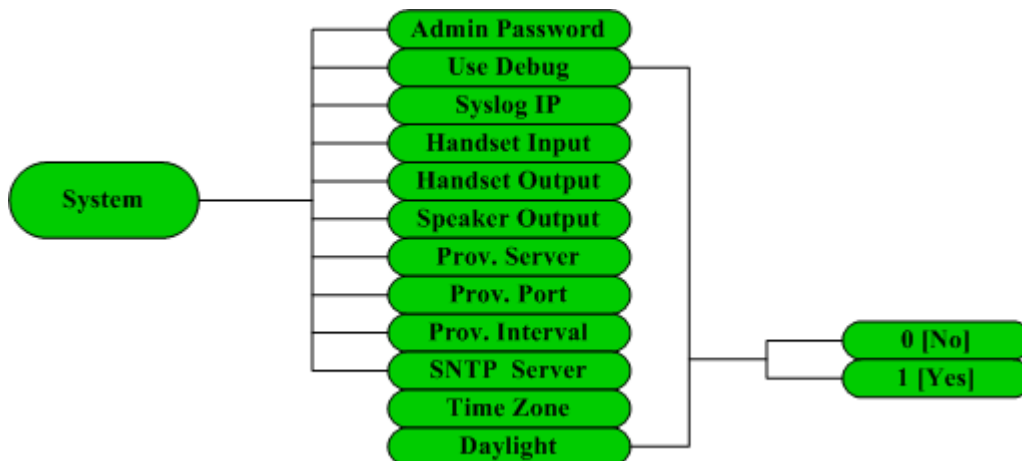 System
Admin Password
Use Debug
Syslog IP
Handset Input
Handset Output
Speaker Output
Prov. Server
Prov. Port
Prov. Interval
SNTP Server
Time Zone
Daylight
0 [No]
1 [Yes]